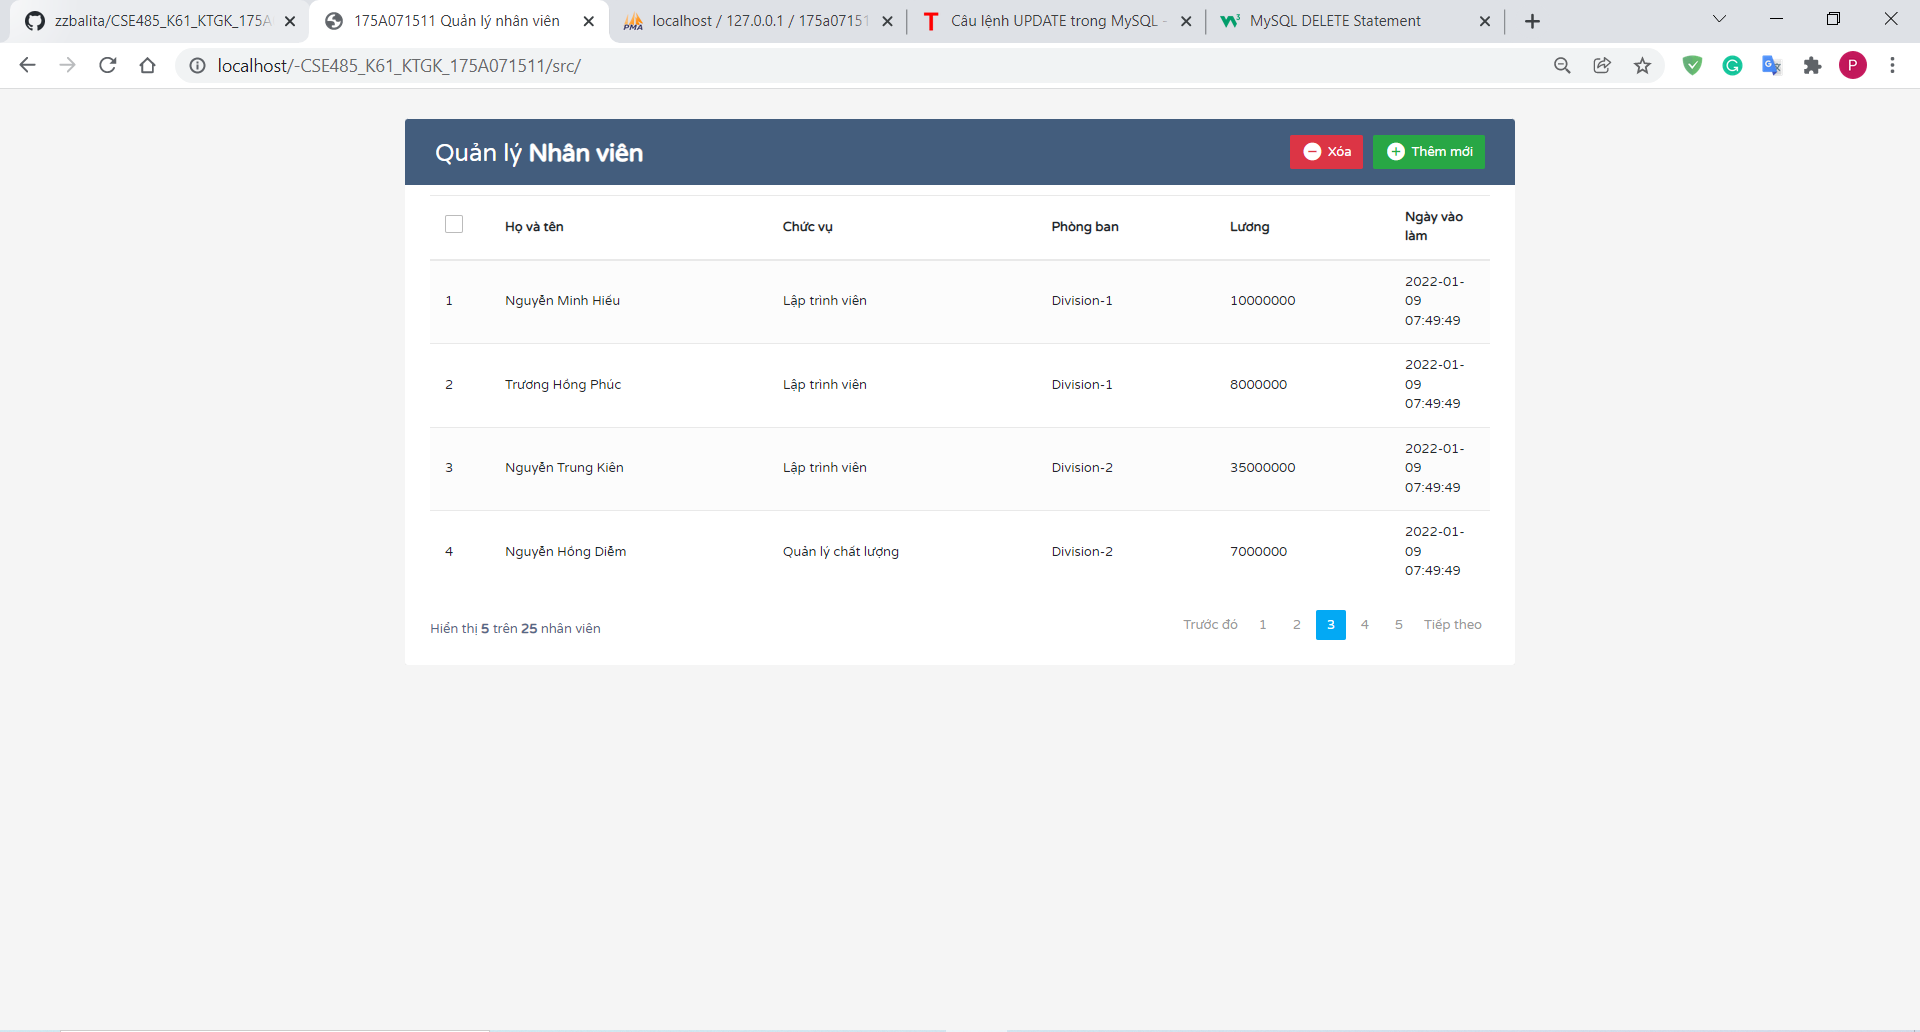 zzbalita/CSE485_K61_KTGK_175A
175A071511 Quản lý nhân viên
localhost / 127.0.0.1 / 175a07151
Câu lệnh UPDATE trong MySQL -
MySQL DELETE Statement
localhost/-CSE485_K61_KTGK_175A071511/src/
P
Quản lý Nhân viên
Xóa
Thêm mới
Họ và tên Chức vụ Phòng ban Lương Ngày vào
làm
1 Nguyễn Minh Hiếu Lập trình viên Division-1 10000000 2022-01-
09
07:49:49
2 Trương Hồng Phúc Lập trình viên Division-1 8000000 2022-01-
09
07:49:49
3 Nguyễn Trung Kiên Lập trình viên Division-2 35000000 2022-01-
09
07:49:49
4 Nguyễn Hồng Diễm Quản lý chất lượng Division-2 7000000 2022-01-
09
07:49:49
Hiển thị 5 trên 25 nhân viên
Trước đó 1 2 3 4 5 Tiếp theo